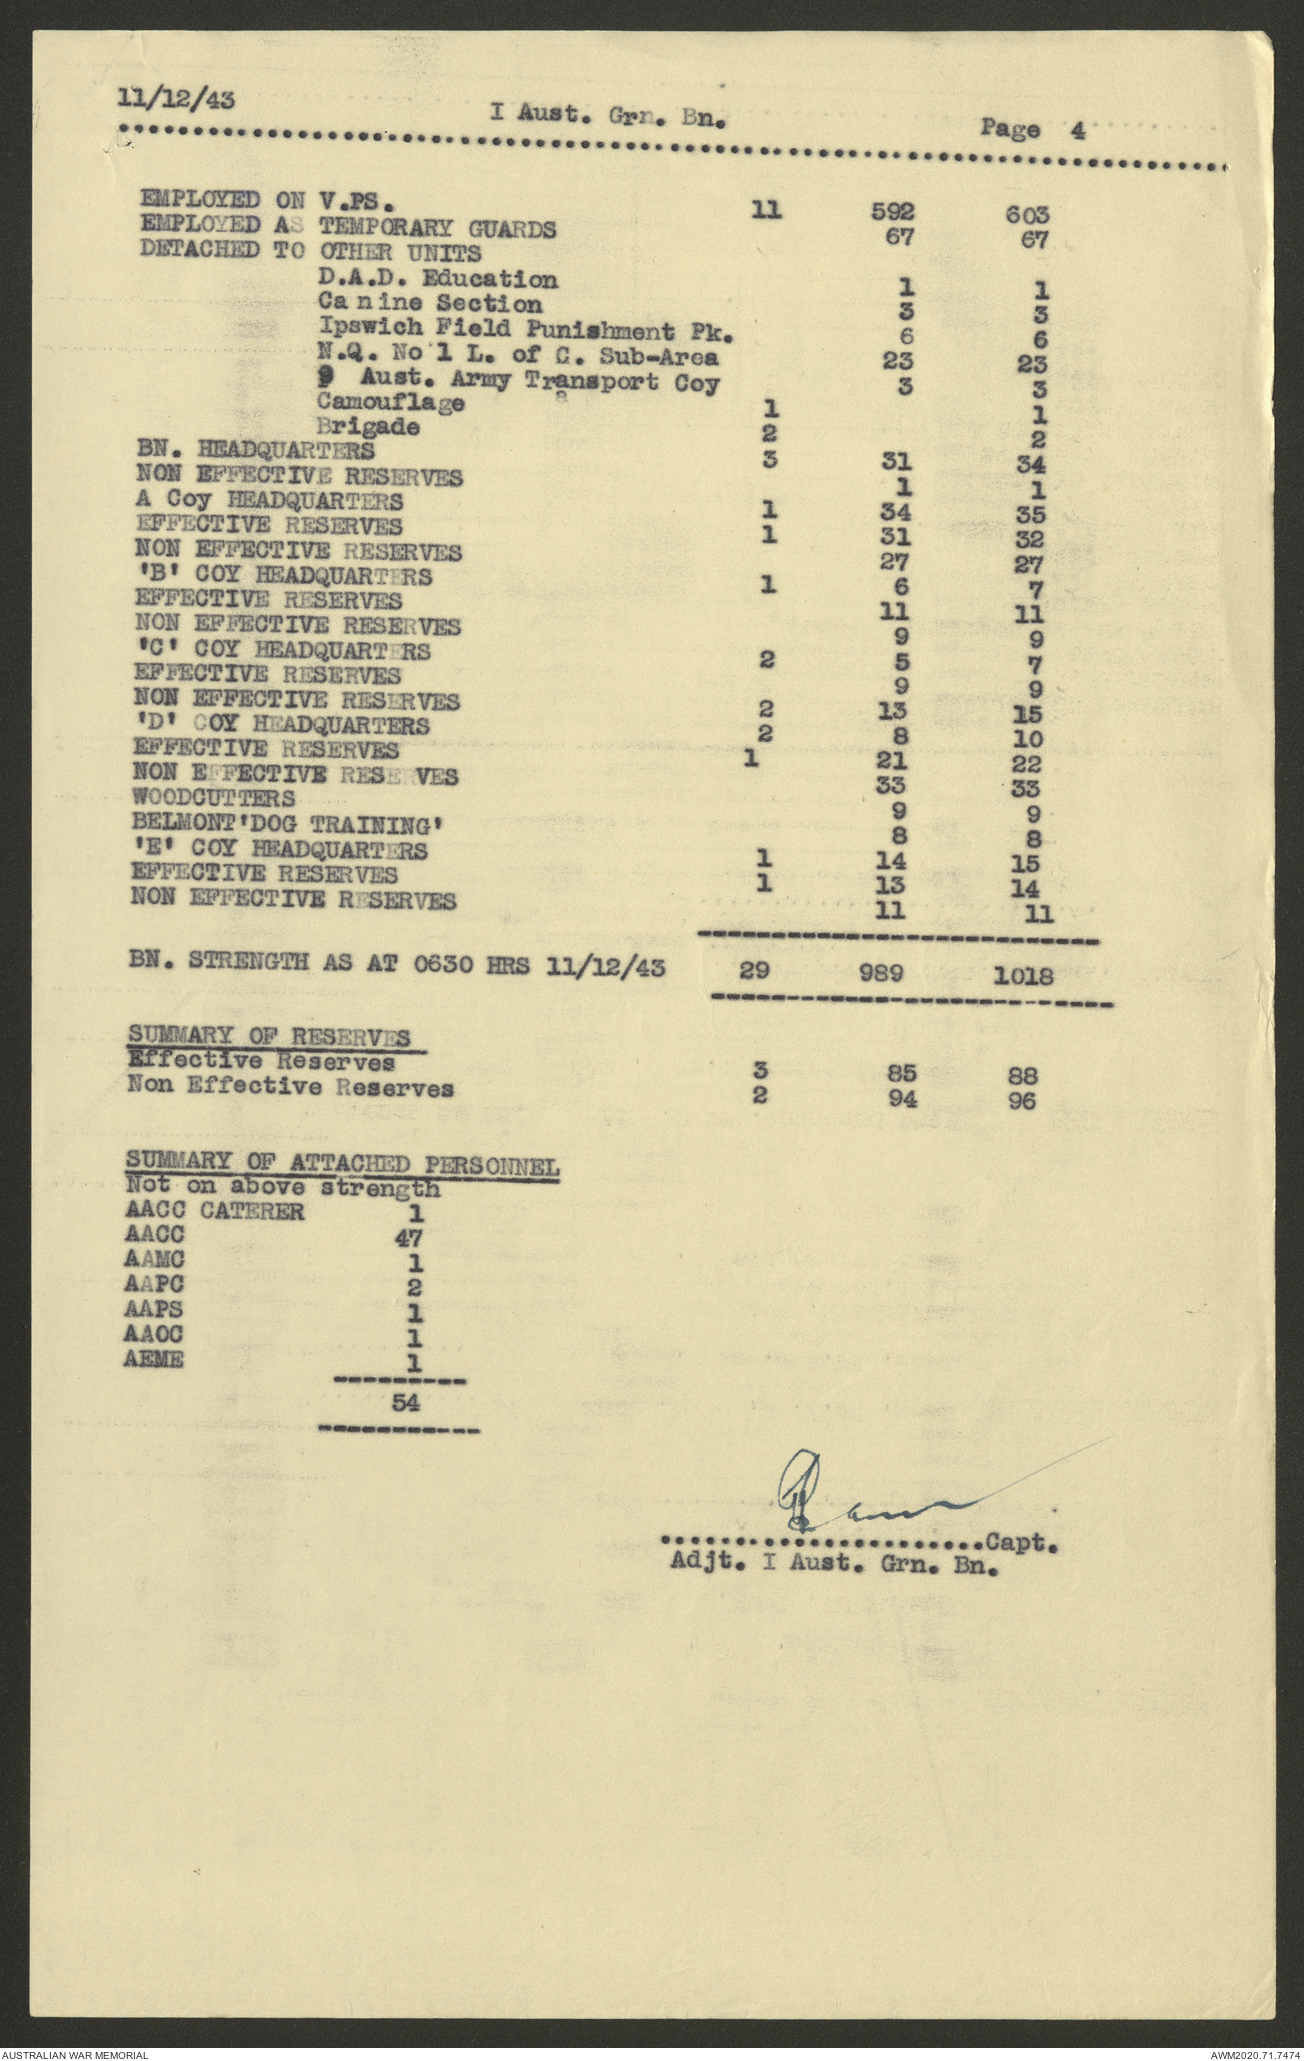 11/12/43 I Aust. Grn. Bn. Page 4
EMPLOYED ON V.PS. 11 592 603
EMPLOYED AS TEMPORARY GUARDS 67 67
DETACHED TO OTHER UNITS
D.A.D. Education 1 1
Canine Section 3 3
Ipswich Field Punishment Pk. 6 6
N.Q. No 1 L. of C. Sub-Area 23 23
9 Aust. Army Transport Coy 3 3
Camouflage 1 1
Brigade 2 2
BN. HEADQUARTERS 3 31 34
NON EFFECTIVE RESERVES 1 1
A Coy HEADQUARTERS 1 34 35
EFFECTIVE RESERVES 1 31 32
NON EFFECTIVE RESERVES 27 27
'B' COY HEADQUARTERS 1 6 7
EFFECTIVE RESERVES 11 11
NON EFFECTIVE RESERVES 9 9
'C' COY HEADQUARTERS 2 5 7
EFFECTIVE RESERVES 9 9
NON EFFECTIVE RESERVES 2 13 15
'D' COY HEADQUARTERS 2 8 10
EFFECTIVE RESERVES 1 21 22
NON EFFECTIVE RESERVES 33 33
WOODCUTTERS 9 9
BELMONT'DOG TRAINING' 8 8
'E' COY HEADQUARTERS 1 14 15
EFFECTIVE RESERVES 1 13 14
NON EFFECTIVE RESERVES 11 11
BN. STRENGTH AS AT 0630 HRS 11/12/43 29 989 1018
SUMMARY OF RESERVES
Effective Reserves 3 85 88
Non Effective Reserves 2 94 96
SUMMARY OF ATTACHED PERSONNEL
Not on above strength
AACC CATERER 1
AACC 47
AAMC 1
AAPC 2
AAPS 1
AAOC 1
AEME 1
54
......................Capt.
Adjt. I Aust. Grn. Bn.
AUSTRALIAN WAR MEMORIAL AWM2020.71.7474